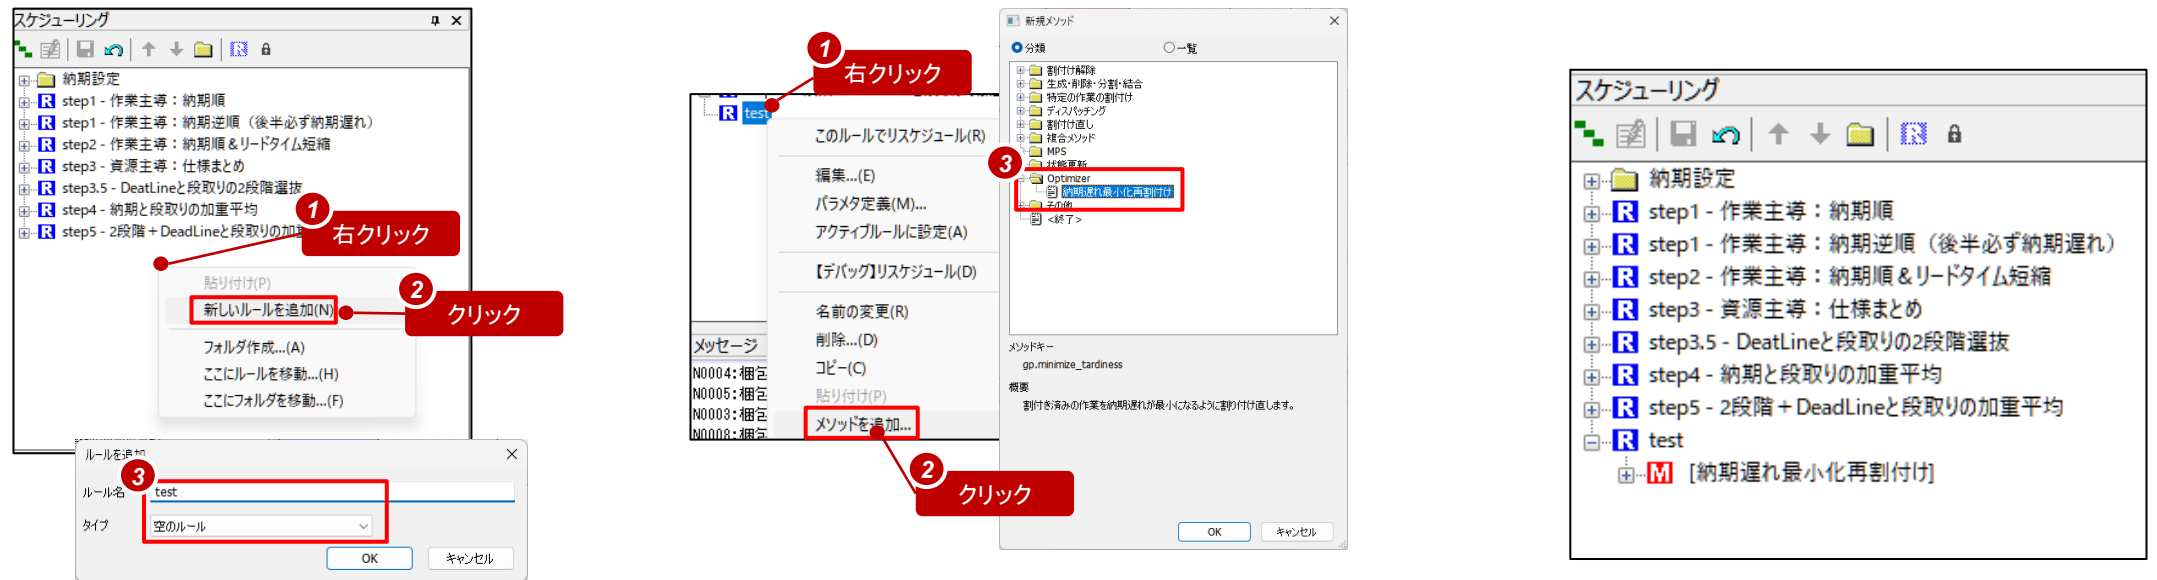 スケジューリング
納期設定
step1 - 作業主導：納期順
step1 - 作業主導：納期逆順（後半必ず納期遅れ）
step2 - 作業主導：納期順＆リードタイム短縮
step3 - 資源主導：仕様まとめ
step3.5 - DeatLineと段取りの2段階選抜
step4 - 納期と段取りの加重平均
step5 - 2段階＋DeadLineと段取りの加
1
右クリック
貼り付け(P)
新しいルールを追加(N)
2
クリック
フォルダ作成...(A)
ここにルールを移動...(H)
ここにフォルダを移動...(F)
ルールを追加
3
ルール名
test
タイプ
空のルール
OK
キャンセル
1
右クリック
test
このルールでリスケジュール(R)
編集...(E)
パラメタ定義(M)...
アクティブルールに設定(A)
【デバッグ】リスケジュール(D)
名前の変更(R)
削除...(D)
コピー(C)
貼り付け(P)
メソッドを追加...
2
クリック
メッセージ
N0004:梱包
N0005:梱包
N0003:梱包
N0008:梱包
新規メソッド
分類
一覧
割付け解除
生成・削除・分割・結合
特定の作業の割付け
ディスパッチング
割付け直し
複合メソッド
MPS
状態更新
3
Optimizer
納期遅れ最小化再割付け
その他
<終了>
メソッドキー
gp.minimize_tardiness
概要
割付き済みの作業を納期遅れが最小になるように割り付け直します。
OK
キャンセル
スケジューリング
納期設定
step1 - 作業主導：納期順
step1 - 作業主導：納期逆順（後半必ず納期遅れ）
step2 - 作業主導：納期順＆リードタイム短縮
step3 - 資源主導：仕様まとめ
step3.5 - DeatLineと段取りの2段階選抜
step4 - 納期と段取りの加重平均
step5 - 2段階＋DeadLineと段取りの加重平均
test
[納期遅れ最小化再割付け]